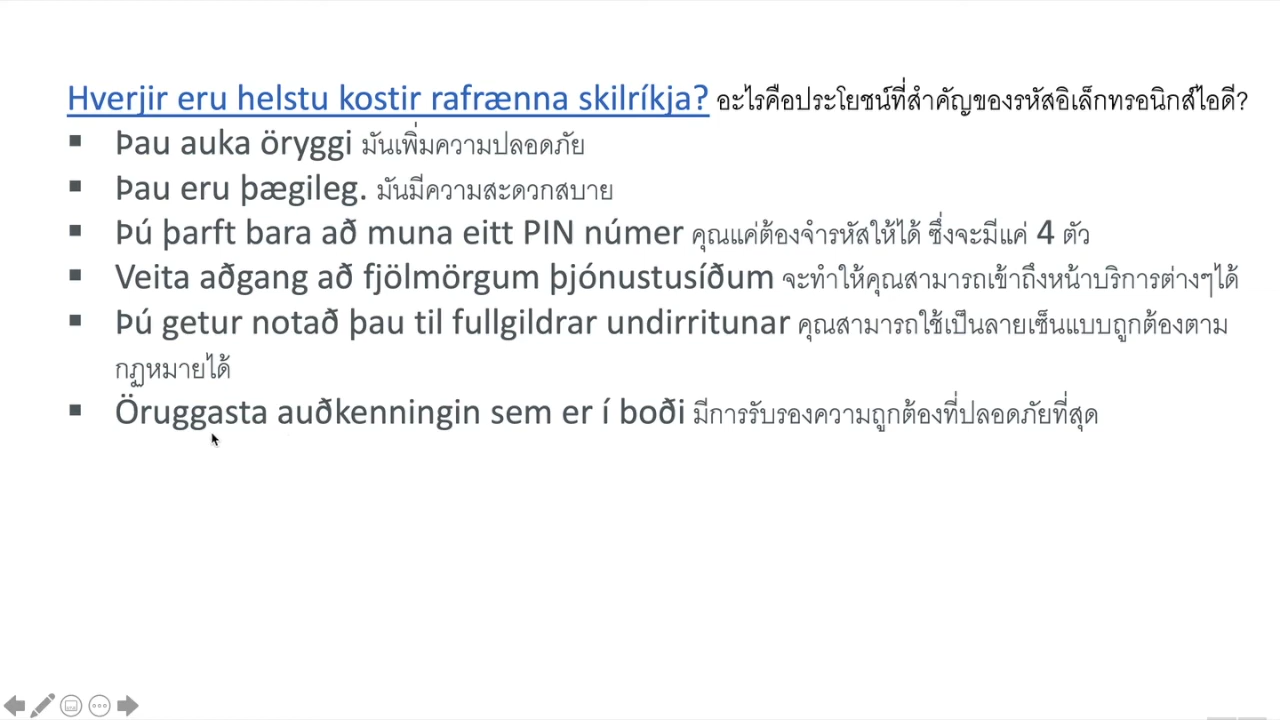 Hverjir eru helstu kostir rafrænna skilríkja? อะไรคือประโยชน์ที่สำคัญของรหัสอิเล็กทรอนิกส์ไอดี?
▪ Þau auka öryggi มันเพิ่มความปลอดภัย
▪ Þau eru þægileg. มันมีความสะดวกสบาย
▪ Þú þarft bara að muna eitt PIN númer คุณแค่ต้องจำรหัสให้ได้ ซึ่งจะมีแค่ 4 ตัว
▪ Veita aðgang að fjölmörgum þjónustusíðum จะทำให้คุณสามารถเข้าถึงหน้าบริการต่างๆได้
▪ Þú getur notað þau til fullgildrar undirritunar คุณสามารถใช้เป็นลายเซ็นแบบถูกต้องตาม
กฏหมายได้
▪ Öruggasta auðkenningin sem er í boði มีการรับรองความถูกต้องที่ปลอดภัยที่สุด